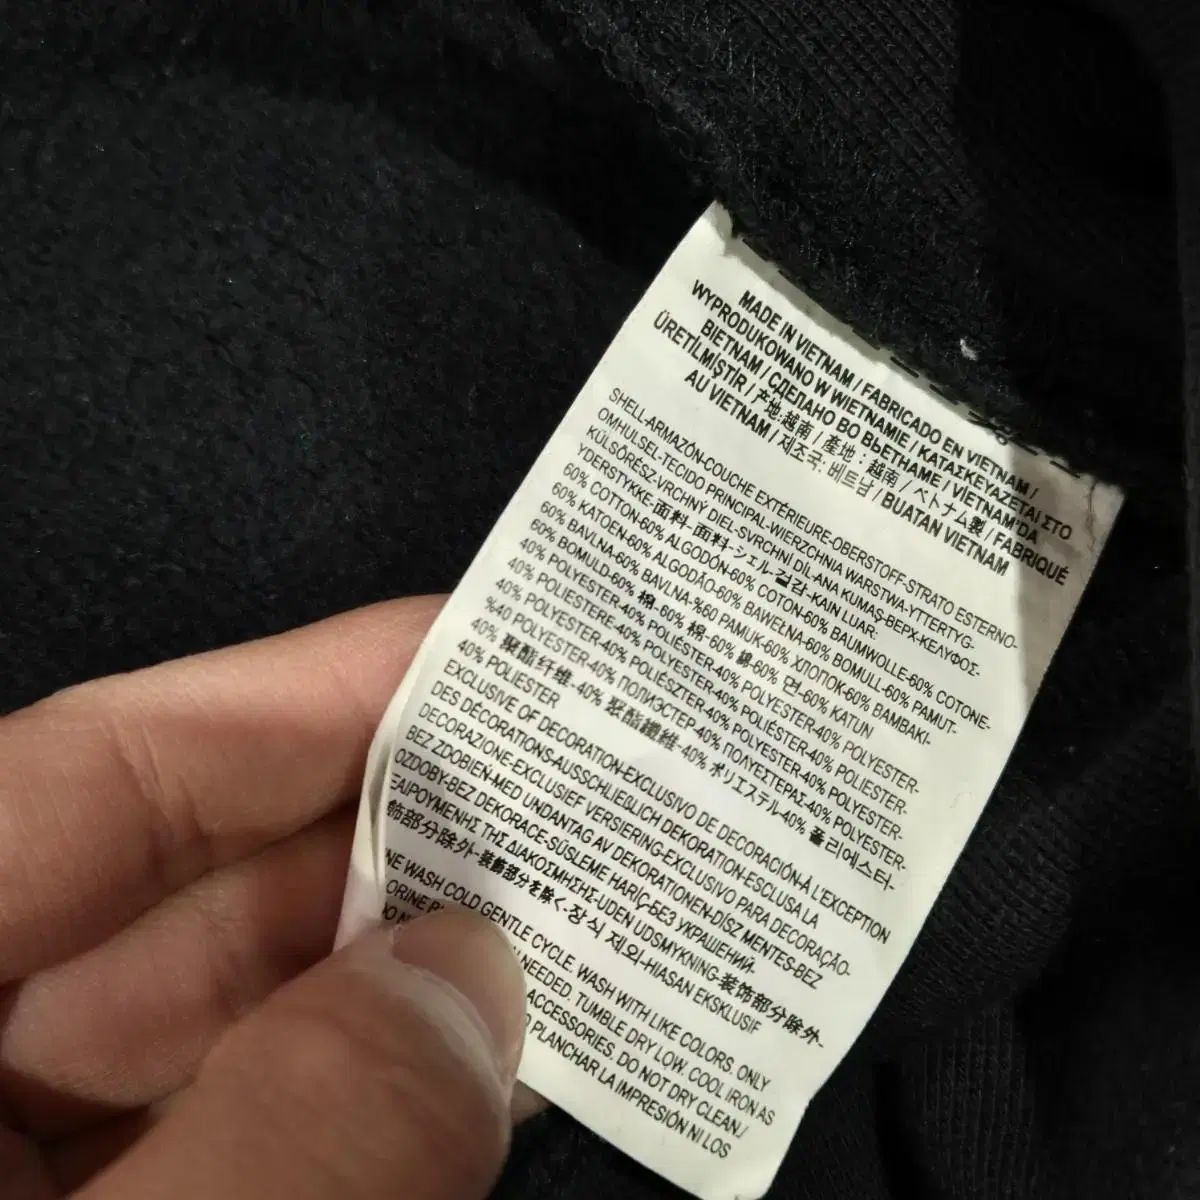 MADE IN VIETNAM / FABRICADO EN VIETNAM /
WYPRODUKOWANO W WIETNAMIE / ΚΑΤΑΣΚΕΥΑΖΕΤΑΙ ΣΤΟ
ΒΙΕΤΝΑΜ / СДЕЛАНО ВО ВЬЕТНАМЕ / VIETNAM'DA
ÜRETİLMİŞTİR / 产地:越南 / 產地:越南 / ベトナム製 / FABRIQUÉ
AU VIETNAM / 제조국: 베트남 / BUATAN VIETNAM
SHELL-ARMAZÓN-COUCHE EXTÉRIEURE-OBERSTOFF-STRATO ESTERNO-
OMHULSEL-TECIDO PRINCIPAL-WIERZCHNIA WARSTWA-YTTERTYG-
KÜLSŐRÉSZ-VRCHNÝ DIEL-SVRCHNÍ DÍL-ANA KUMAŞ-ВЕРХ-ΚΕΛΥΦΟΣ-
YDERSTYKKE-面料-面料-シェル-겉감-KAIN LUAR:
60% COTTON-60% ALGODÓN-60% COTON-60% BAUMWOLLE-60% COTONE-
60% KATOEN-60% ALGODÃO-60% BAWEŁNA-60% BOMULL-60% PAMUT-
60% BAVLNA-60% BAVLNA-%60 PAMUK-60% ХЛОПОК-60% ΒΑΜΒΑΚΙ-
60% BOMULD-60% 棉-60% 棉-60% 綿-60% 면-60% KATUN
40% POLYESTER-40% POLIÉSTER-40% POLYESTER-40% POLYESTER-
40% POLIESTERE-40% POLYESTER-40% POLIÉSTER-40% POLIESTER-
40% POLYESTER-40% POLIÉSZTER-40% POLYESTER-40% POLYESTER-
%40 POLYESTER-40% ПОЛИЭСТЕР-40% ΠΟΛΥΕΣΤΕΡΑΣ-40% POLYESTER-
40% 聚酯纤维-40% 聚酯纖維-40% ポリエステル-40% 폴리에스터-
40% POLIESTER
EXCLUSIVE OF DECORATION-EXCLUSIVO DE DECORACIÓN-À L'EXCEPTION
DES DÉCORATIONS-AUSSCHLIEßLICH DEKORATION-ESCLUSA LA
DECORAZIONE-EXCLUSIEF VERSIERING-EXCLUSIVO PARA DECORAÇÃO-
BEZ ZDOBIEŃ-MED UNDANTAG AV DEKORATIONEN-DÍSZ MENTES-BEZ
OZDOBY-BEZ DEKORACE-SÜSLEME HARİÇ-БЕЗ УКРАШЕНИЙ-
ΕΞΑΙΡΟΥΜΕΝΗΣ ΤΗΣ ΔΙΑΚΟΣΜΗΣΗΣ-UDEN UDSMYKNING-装饰部分除外-
飾部分除外-装飾部分を除く-장식 제외-HIASAN EKSKLUSIF
WASH COLD GENTLE CYCLE. WASH WITH LIKE COLORS. ONLY
NEEDED. TUMBLE DRY LOW. COOL IRON AS
ACCESSORIES. DO NOT DRY CLEAN./
PLANCHAR LA IMPRESIÓN NI LOS